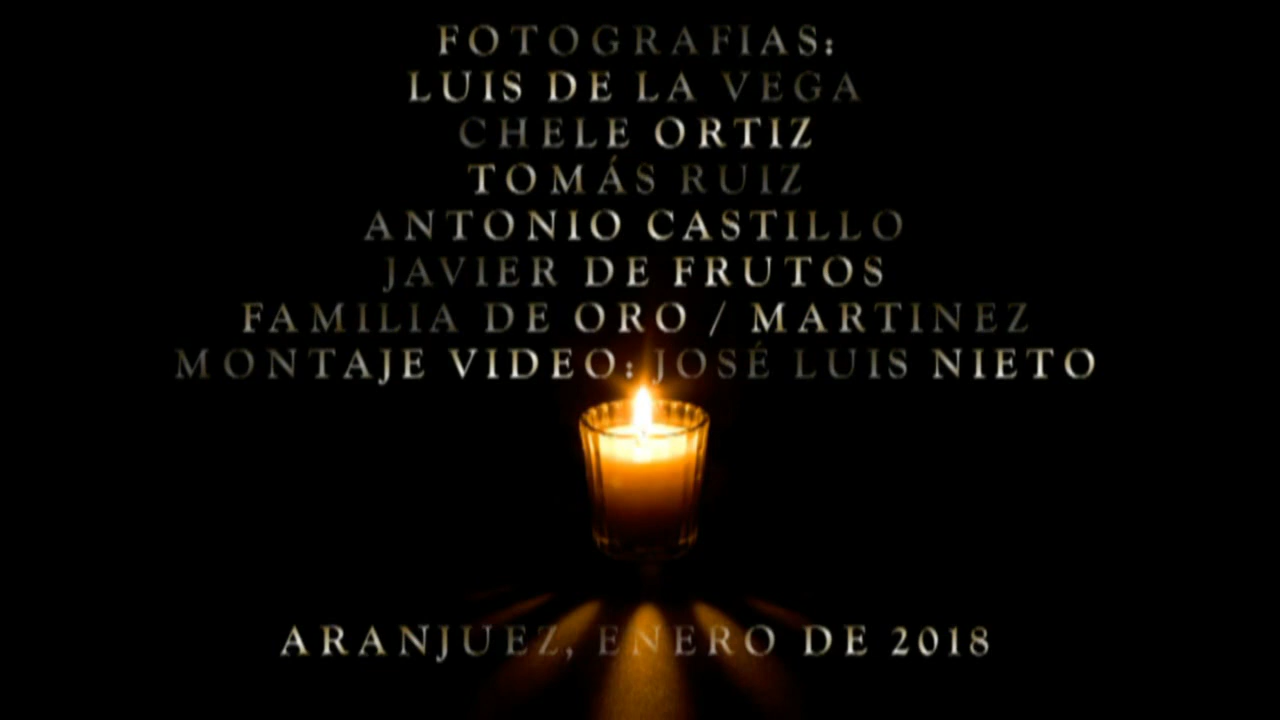 FOTOGRAFIAS:
LUIS DE LA VEGA
CHELE ORTIZ
TOMÁS RUIZ
ANTONIO CASTILLO
JAVIER DE FRUTOS
FAMILIA DE ORO / MARTINEZ
MONTAJE VIDEO: JOSÉ LUIS NIETO
ARANJUEZ, ENERO DE 2018